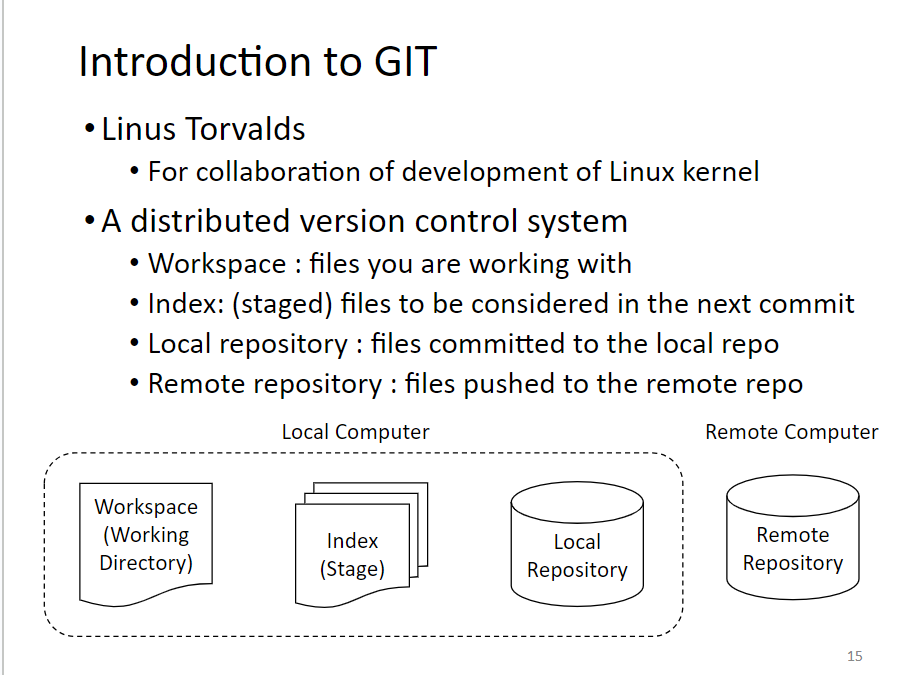 Introduction to GIT
• Linus Torvalds
• For collaboration of development of Linux kernel
• A distributed version control system
• Workspace : files you are working with
• Index: (staged) files to be considered in the next commit
• Local repository : files committed to the local repo
• Remote repository : files pushed to the remote repo
Local Computer
Remote Computer
Workspace
(Working
Directory)
Index
(Stage)
Local
Repository
Remote
Repository
15